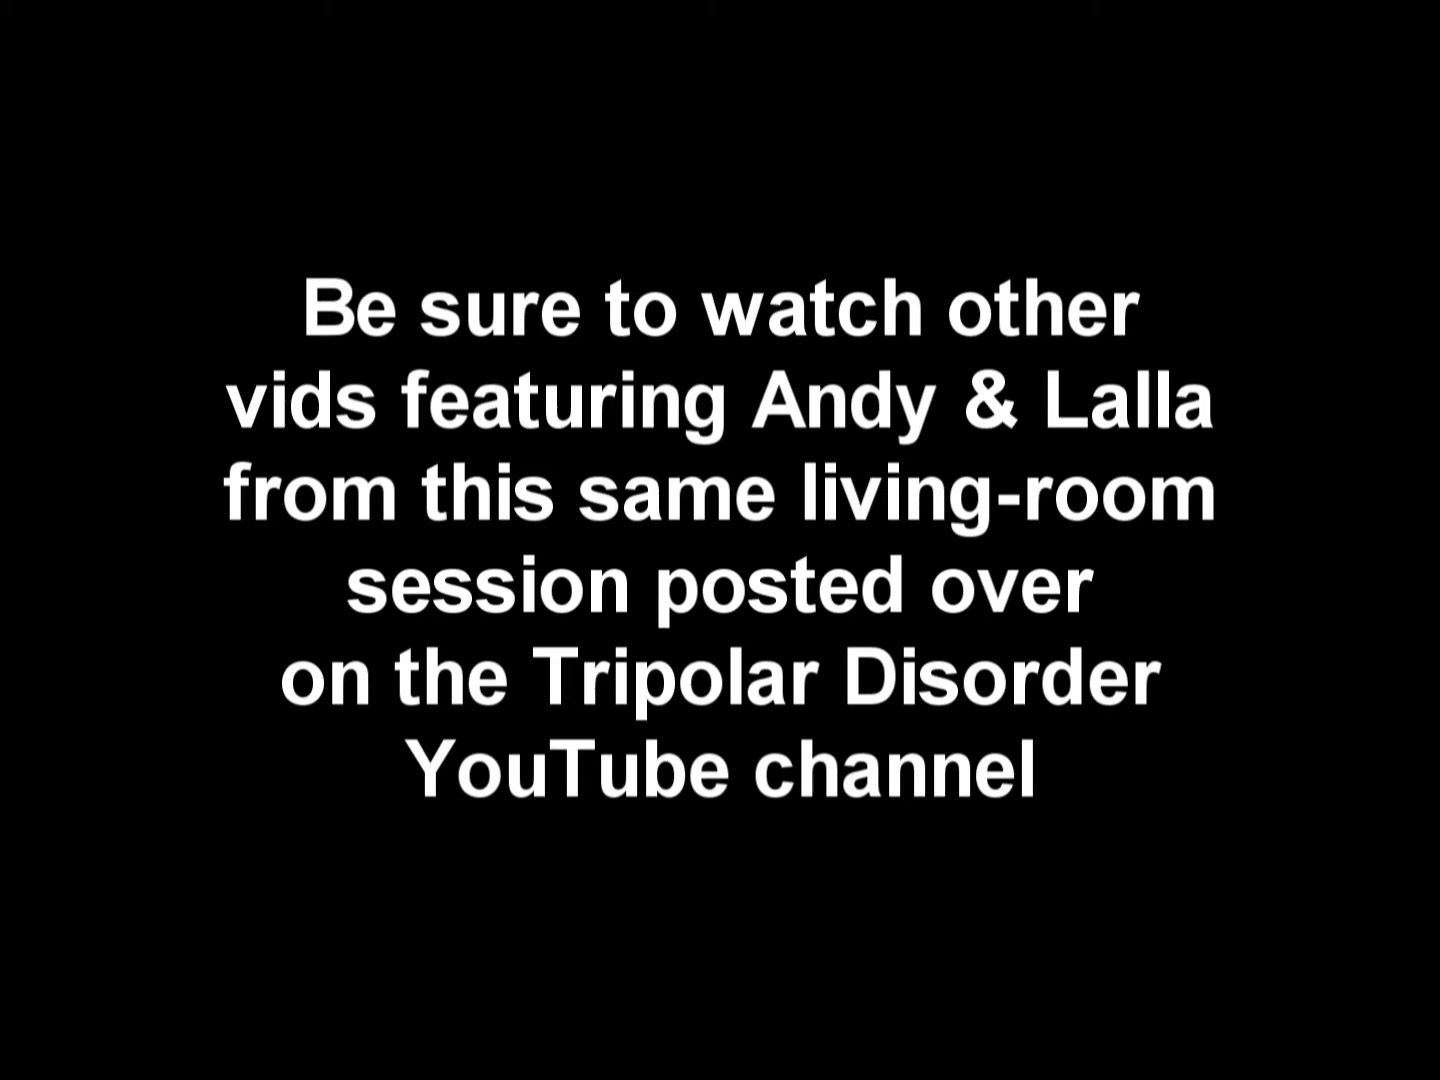 Be sure to watch other
vids featuring Andy & Lalla
from this same living-room
session posted over
on the Tripolar Disorder
YouTube channel